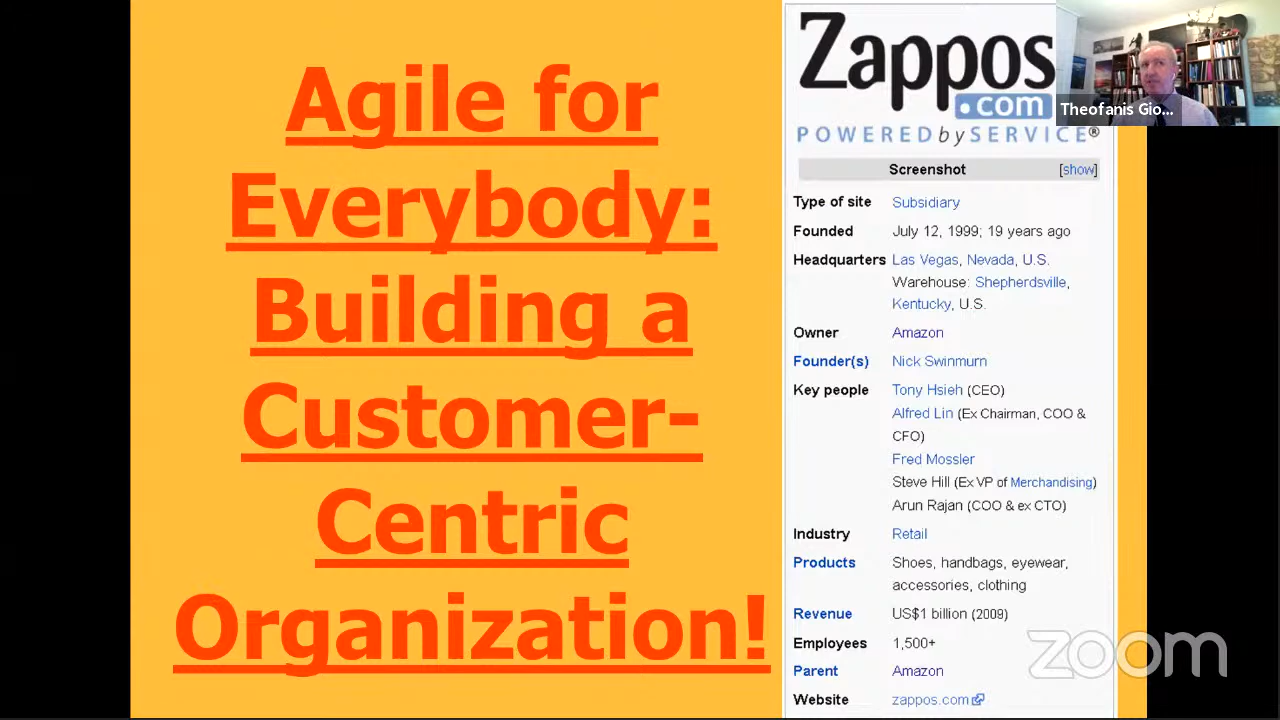 Agile for
Everybody:
Building a
Customer-
Centric
Organization!
Zappos
.com
POWERED by SERVICE®
Theofanis Gio...
Screenshot [show]
Type of site Subsidiary
Founded July 12, 1999; 19 years ago
Headquarters Las Vegas, Nevada, U.S.
Warehouse: Shepherdsville,
Kentucky, U.S.
Owner Amazon
Founder(s) Nick Swinmurn
Key people Tony Hsieh (CEO)
Alfred Lin (Ex Chairman, COO &
CFO)
Fred Mossler
Steve Hill (Ex VP of Merchandising)
Arun Rajan (COO & ex CTO)
Industry Retail
Products Shoes, handbags, eyewear,
accessories, clothing
Revenue US$1 billion (2009)
Employees 1,500+
Parent Amazon
Website zappos.com
zoom